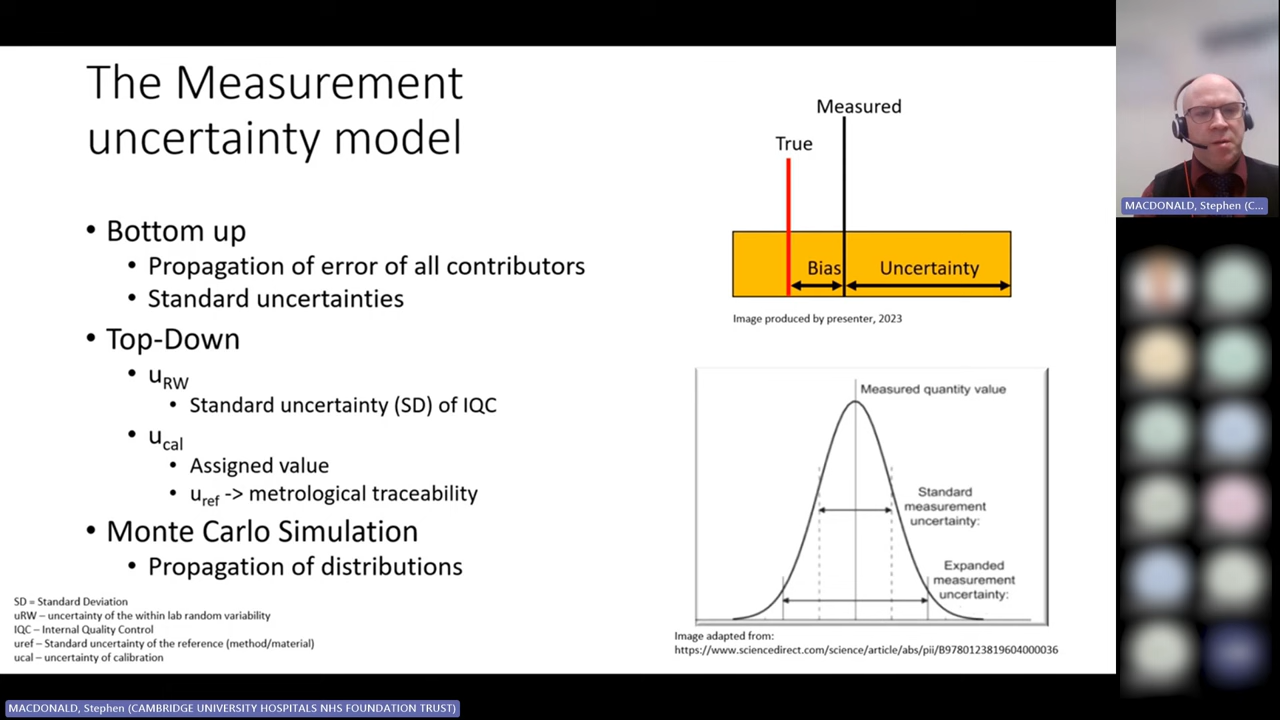 The Measurement
uncertainty model
• Bottom up
• Propagation of error of all contributors
• Standard uncertainties
• Top-Down
• uRW
• Standard uncertainty (SD) of IQC
• ucal
• Assigned value
• uref -> metrological traceability
• Monte Carlo Simulation
• Propagation of distributions
SD = Standard Deviation
uRW – uncertainty of the within lab random variability
IQC – Internal Quality Control
uref - Standard uncertainty of the reference (method/material)
ucal – uncertainty of calibration
Measured
True
Bias
Uncertainty
Image produced by presenter, 2023
Measured quantity value
Standard
measurement
uncertainty:
Expanded
measurement
uncertainty:
Image adapted from:
https://www.sciencedirect.com/science/article/abs/pii/B9780123819604000036
MACDONALD, Stephen (C...
MACDONALD, Stephen (CAMBRIDGE UNIVERSITY HOSPITALS NHS FOUNDATION TRUST)